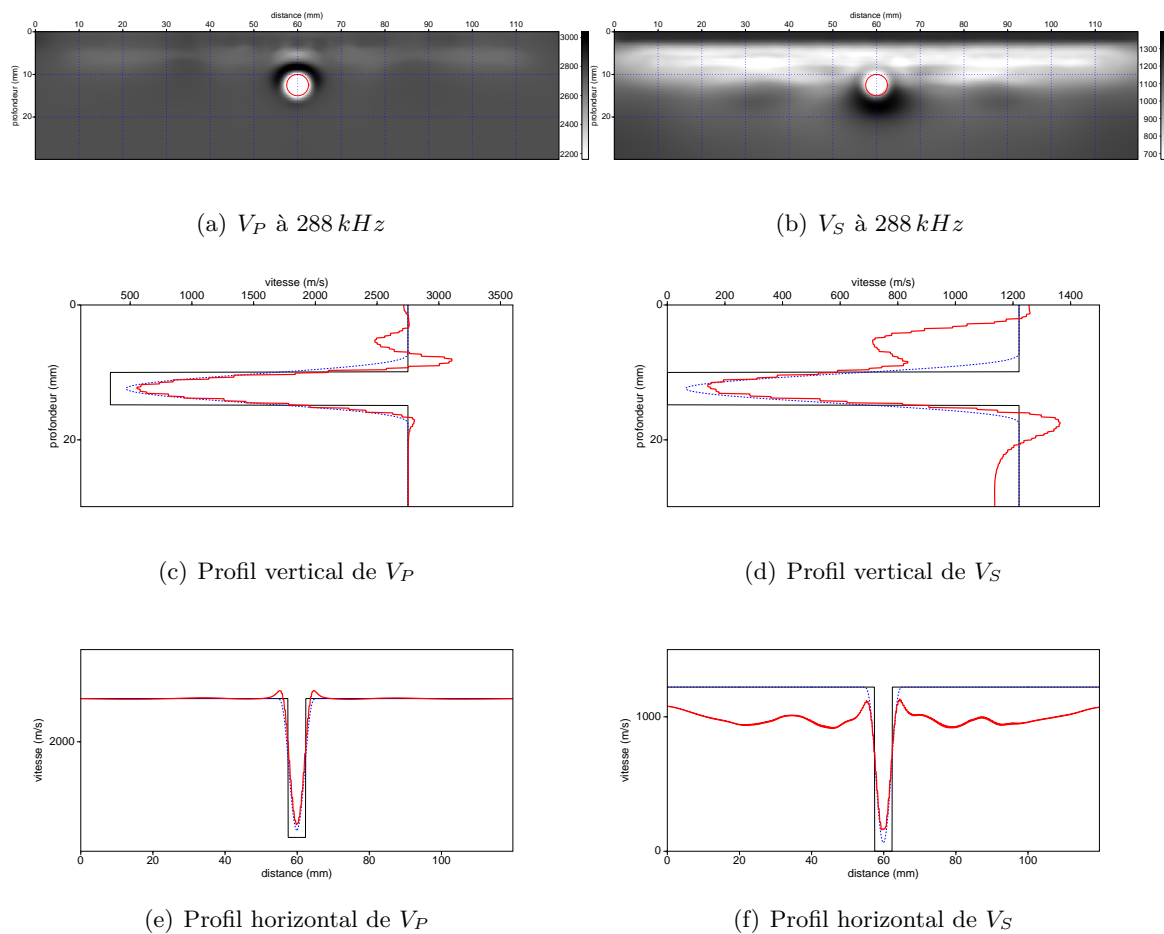 distance (mm)
0 10 20 30 40 50 60 70 80 90 100 110
profondeur (mm)
0
10
20
3000
2800
2600
2400
2200
(a) V_P à 288 kHz
distance (mm)
0 10 20 30 40 50 60 70 80 90 100 110
profondeur (mm)
0
10
20
1300
1200
1100
1000
900
800
700
(b) V_S à 288 kHz
vitesse (m/s)
500 1000 1500 2000 2500 3000 3500
profondeur (mm)
0
20
(c) Profil vertical de V_P
vitesse (m/s)
0 200 400 600 800 1000 1200 1400
profondeur (mm)
0
20
(d) Profil vertical de V_S
vitesse (m/s)
2000
0 20 40 60 80 100
distance (mm)
(e) Profil horizontal de V_P
vitesse (m/s)
1000
0
0 20 40 60 80 100
distance (mm)
(f) Profil horizontal de V_S